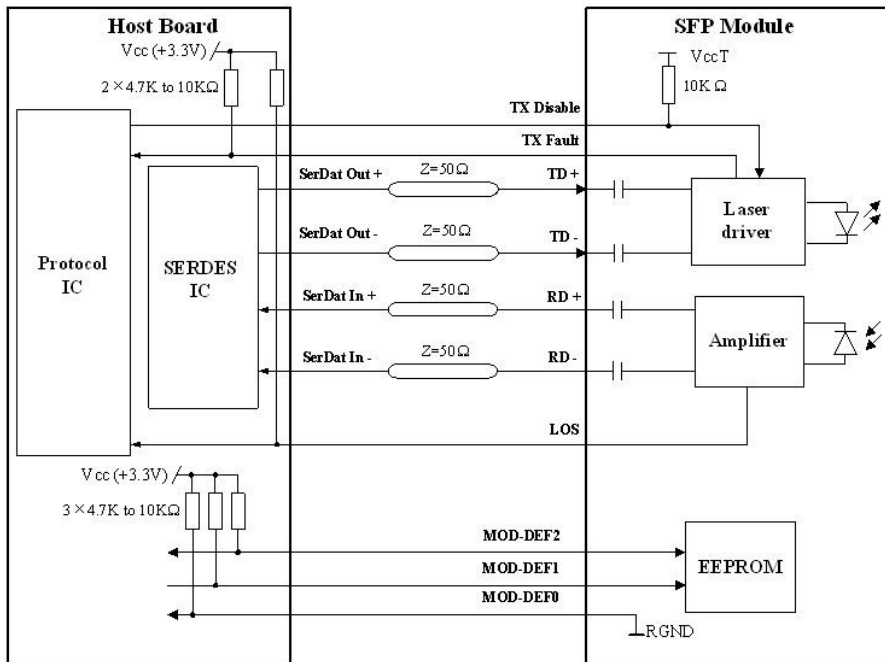 Host Board
SFP Module
Vcc (+3.3V)
VccT
2×4.7K to 10KΩ
10K Ω
TX Disable
TX Fault
SerDat Out +
Z=50Ω
TD +
Laser driver
SerDat Out -
Z=50Ω
TD -
Protocol IC
SERDES IC
SerDat In +
Z=50Ω
RD +
Amplifier
SerDat In -
Z=50Ω
RD -
LOS
Vcc (+3.3V)
3×4.7K to 10KΩ
MOD-DEF2
EEPROM
MOD-DEF1
MOD-DEF0
RGND